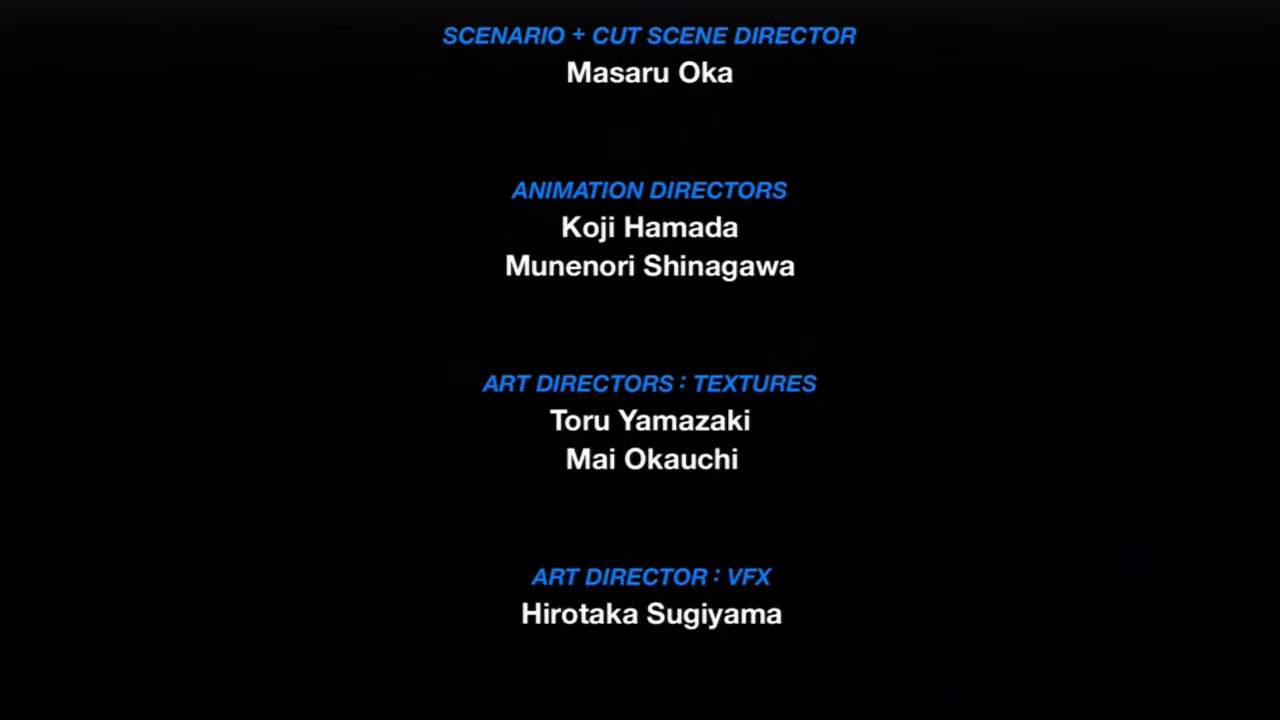 SCENARIO + CUT SCENE DIRECTOR
Masaru Oka
ANIMATION DIRECTORS
Koji Hamada
Munenori Shinagawa
ART DIRECTORS : TEXTURES
Toru Yamazaki
Mai Okauchi
ART DIRECTOR : VFX
Hirotaka Sugiyama